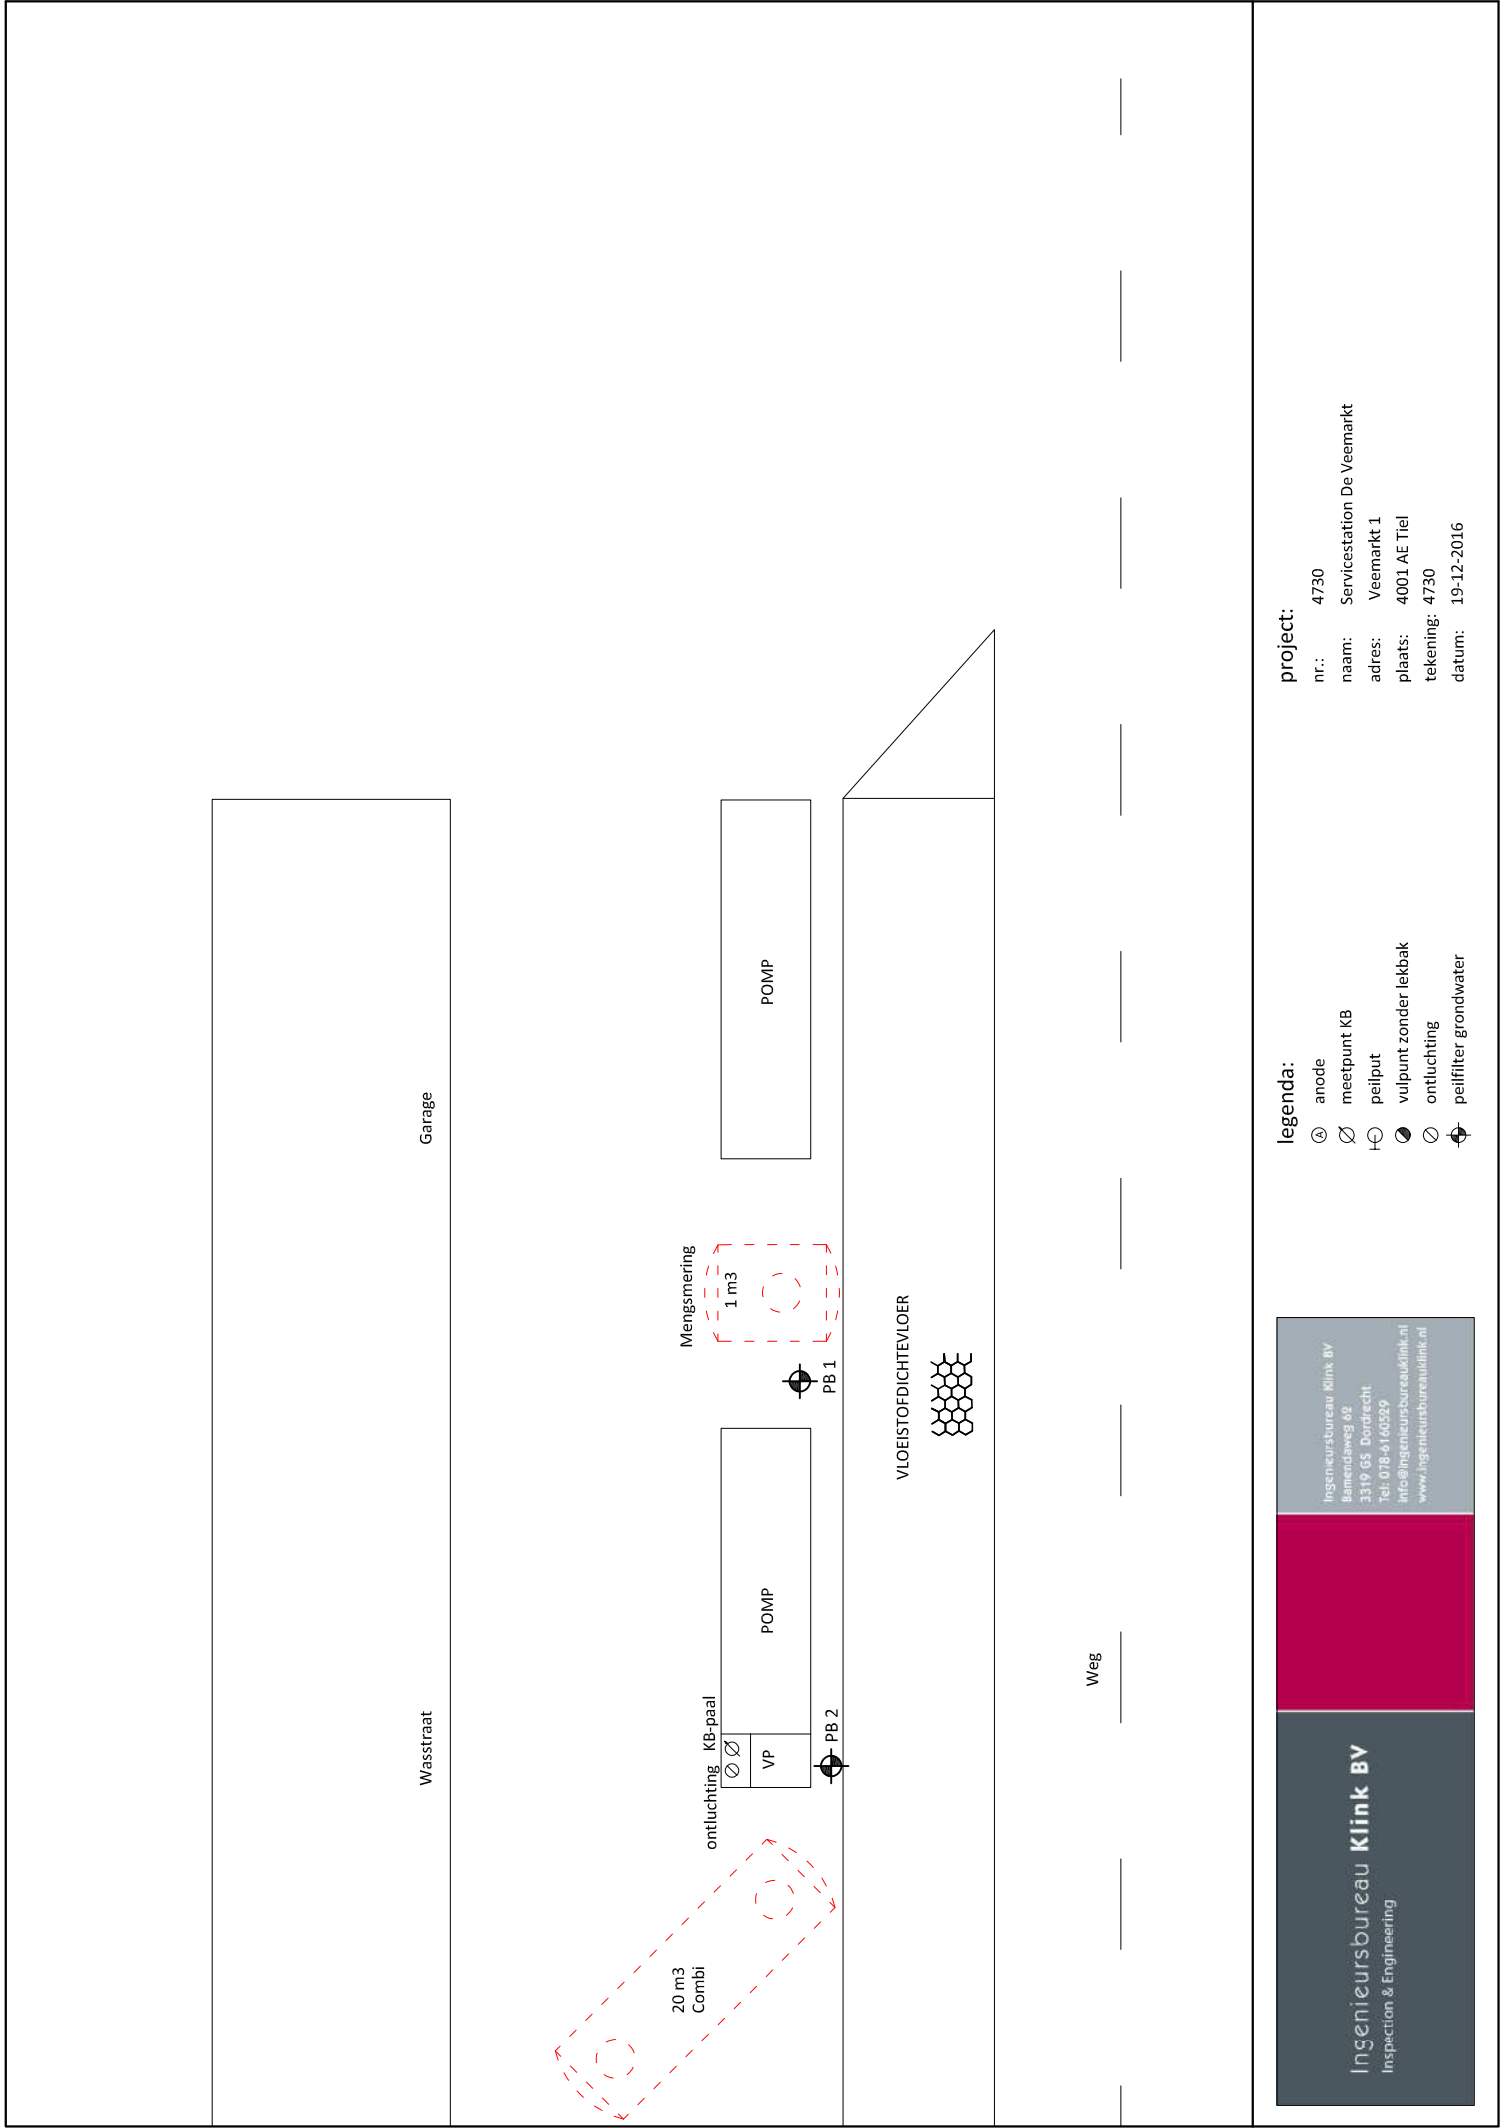 Wasstraat
Garage
Mengsmering
1 m3
ontluchting
KB-paal
20 m3
Combi
VP
POMP
POMP
PB 1
PB 2
VLOEISTOFDICHTEVLOER
Weg
Ingenieursbureau Klink BV
Inspection & Engineering
Ingenieursbureau Klink BV
Bamendaweg 62
3319 GS Dordrecht
Tel: 078-6160529
info@ingenieursbureauklink.nl
www.ingenieursbureauklink.nl
legenda:
A anode
meetpunt KB
peilput
vulpunt zonder lekbak
ontluchting
peilfilter grondwater
project:
nr.: 4730
naam: Servicestation De Veemarkt
adres: Veemarkt 1
plaats: 4001 AE Tiel
tekening: 4730
datum: 19-12-2016